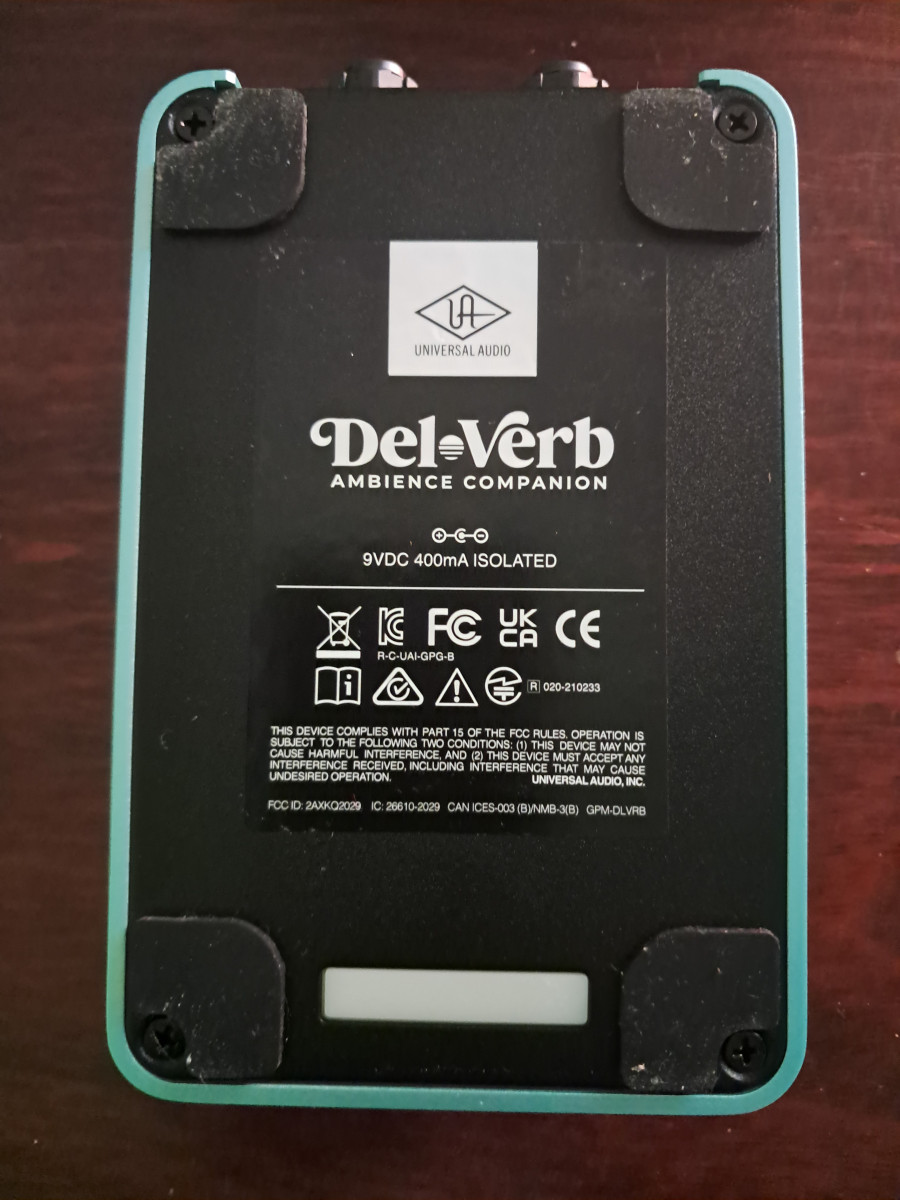 UA
UNIVERSAL AUDIO
Del-Verb
AMBIENCE COMPANION
9VDC 400mA ISOLATED
FC UK CA CE
R-C-UAI-GPG-B
R 020-210233
THIS DEVICE COMPLIES WITH PART 15 OF THE FCC RULES. OPERATION IS
SUBJECT TO THE FOLLOWING TWO CONDITIONS: (1) THIS DEVICE MAY NOT
CAUSE HARMFUL INTERFERENCE, AND (2) THIS DEVICE MUST ACCEPT ANY
INTERFERENCE RECEIVED, INCLUDING INTERFERENCE THAT MAY CAUSE
UNDESIRED OPERATION. UNIVERSAL AUDIO, INC.
FCC ID: 2AXKQ2029 IC: 26610-2029 CAN ICES-003 (B)/NMB-3(B) GPM-DLVRB